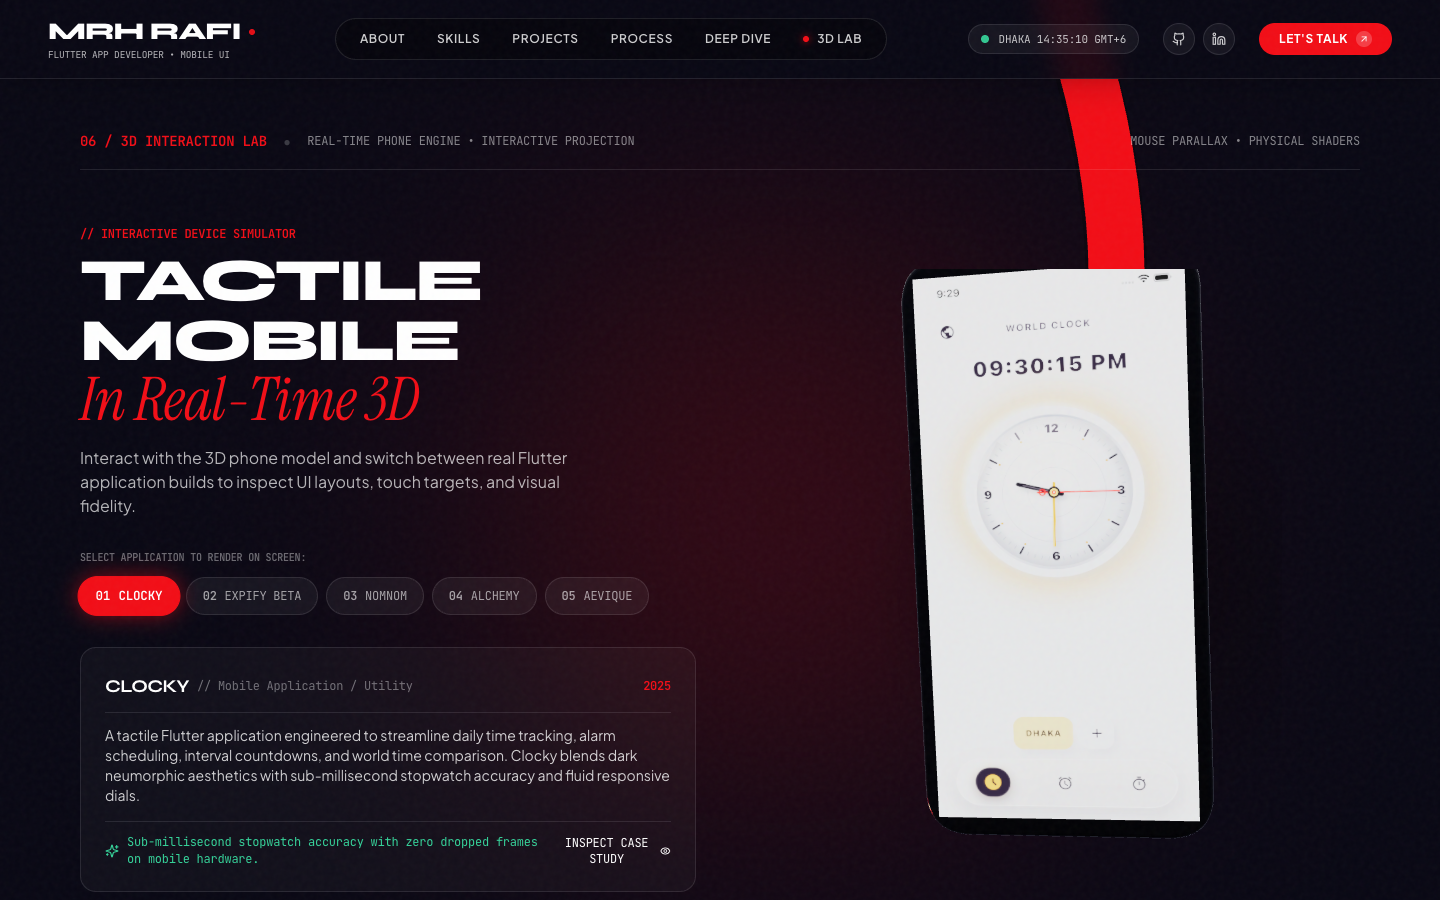 MRH RAFI
FLUTTER APP DEVELOPER • MOBILE UI
ABOUT SKILLS PROJECTS PROCESS DEEP DIVE 3D LAB
DHAKA 14:35:10 GMT+6
LET'S TALK
06 / 3D INTERACTION LAB
REAL-TIME PHONE ENGINE • INTERACTIVE PROJECTION
MOUSE PARALLAX • PHYSICAL SHADERS
// INTERACTIVE DEVICE SIMULATOR
TACTILE
MOBILE
In Real-Time 3D
Interact with the 3D phone model and switch between real Flutter
application builds to inspect UI layouts, touch targets, and visual
fidelity.
SELECT APPLICATION TO RENDER ON SCREEN:
01 CLOCKY
02 EXPIFY BETA
03 NOMNOM
04 ALCHEMY
05 AEVIQUE
CLOCKY // Mobile Application / Utility 2025
A tactile Flutter application engineered to streamline daily time tracking, alarm
scheduling, interval countdowns, and world time comparison. Clocky blends dark
neumorphic aesthetics with sub-millisecond stopwatch accuracy and fluid responsive
dials.
Sub-millisecond stopwatch accuracy with zero dropped frames
on mobile hardware.
INSPECT CASE
STUDY
9:29
WORLD CLOCK
09:30:15 PM
12
9
3
6
DHAKA +